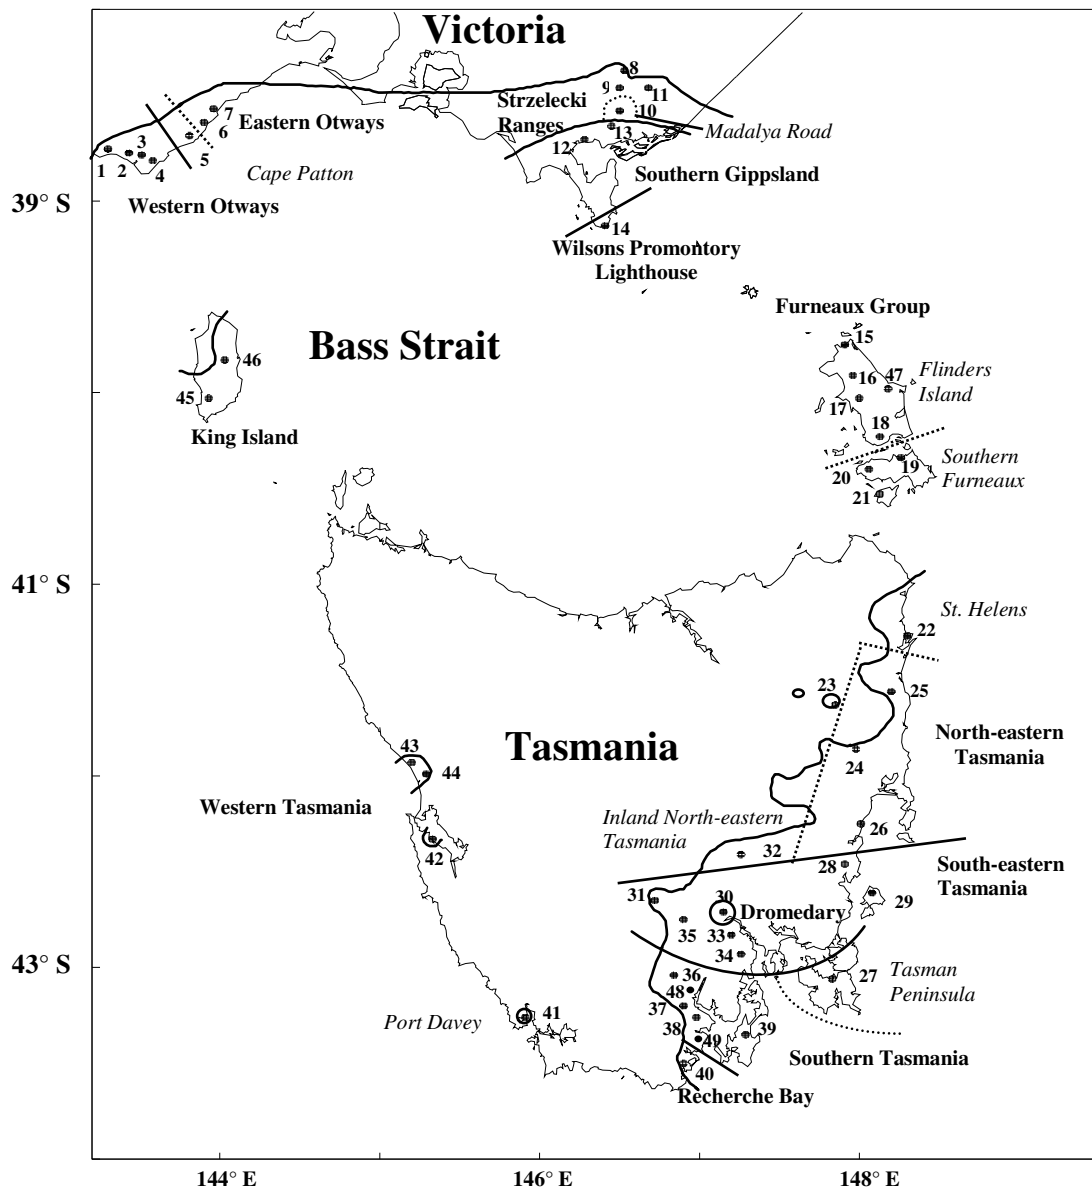 Victoria
8
9
11
Strzelecki
Ranges
10
7
6
Eastern Otways
Madalya Road
13
12
3
5
1
2
4
Cape Patton
Southern Gippsland
39° S
Western Otways
14
Wilsons Promontory
Lighthouse
Furneaux Group
15
Bass Strait
46
16
47
Flinders
Island
45
17
King Island
18
19
Southern
Furneaux
20
21
41° S
St. Helens
22
23
25
Tasmania
North-eastern
Tasmania
43
24
44
Western Tasmania
Inland North-eastern
Tasmania
26
42
32
28
South-eastern
Tasmania
31
30
29
Dromedary
35
33
34
43° S
36
27
Tasman
Peninsula
48
37
Port Davey
41
38
49
39
Southern Tasmania
40
Recherche Bay
144° E
146° E
148° E